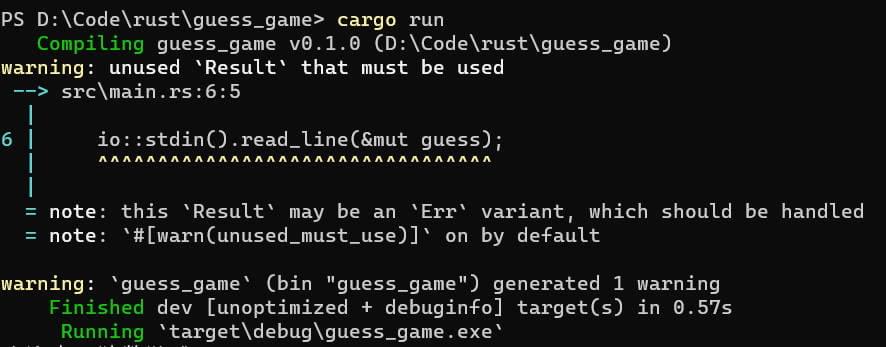 PS D:\Code\rust\guess_game> cargo run
   Compiling guess_game v0.1.0 (D:\Code\rust\guess_game)
warning: unused `Result` that must be used
 --> src\main.rs:6:5
  |
6 |     io::stdin().read_line(&mut guess);
  |     ^^^^^^^^^^^^^^^^^^^^^^^^^^^^^^^^^
  |
  = note: this `Result` may be an `Err` variant, which should be handled
  = note: `#[warn(unused_must_use)]` on by default

warning: `guess_game` (bin "guess_game") generated 1 warning
    Finished dev [unoptimized + debuginfo] target(s) in 0.57s
     Running `target\debug\guess_game.exe`